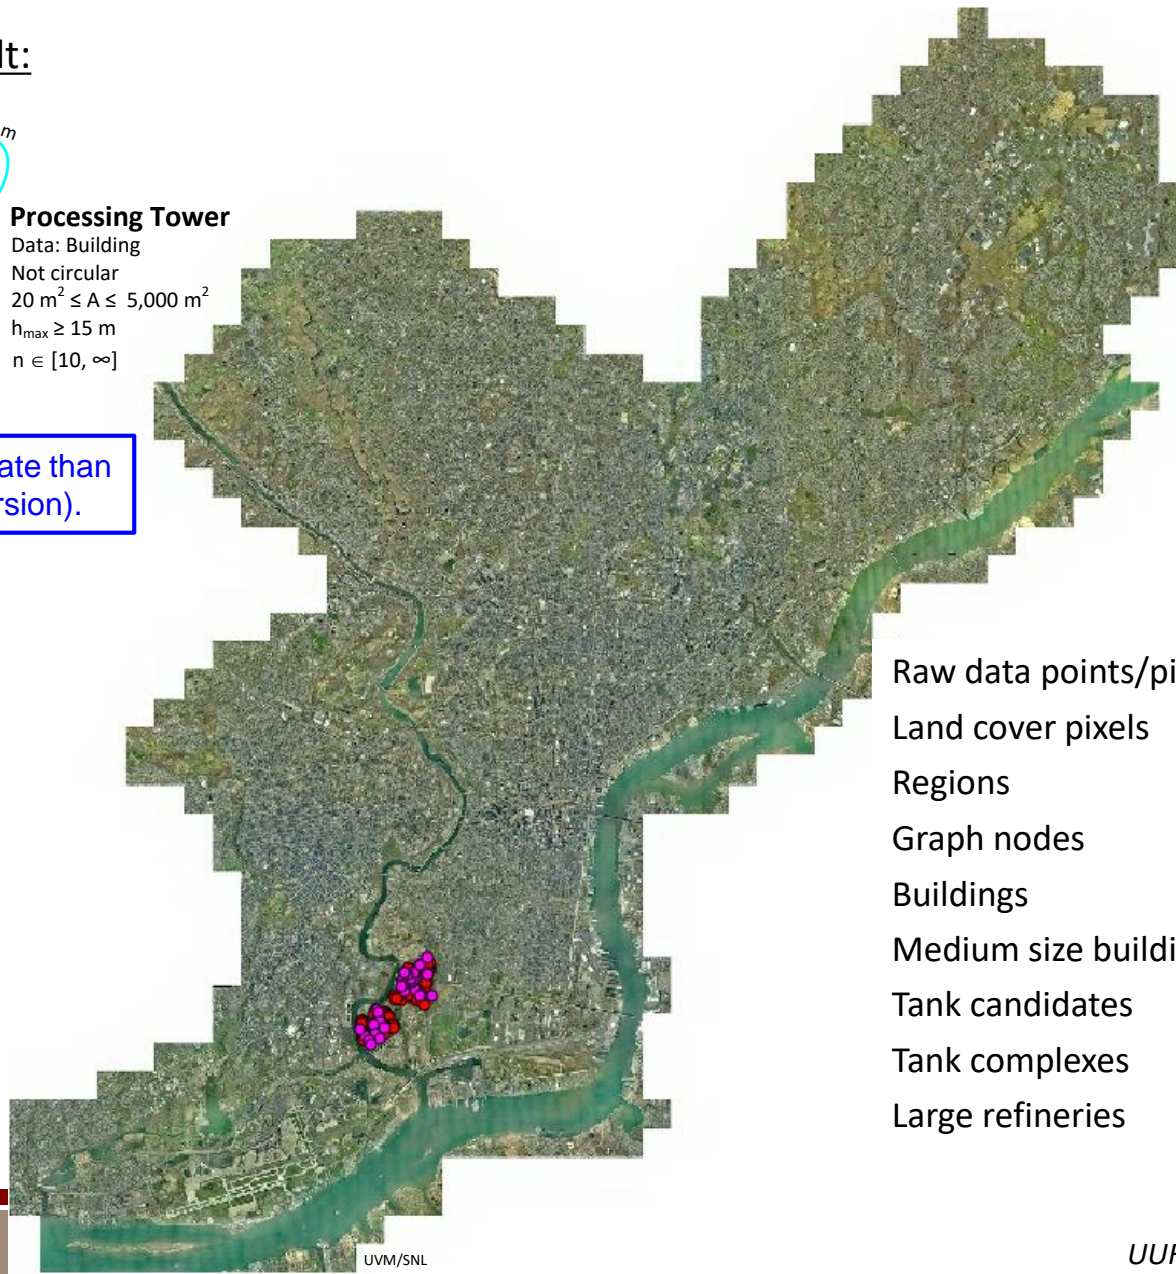 lt:
m
Processing Tower
Data: Building
Not circular
20 m² ≤ A ≤ 5,000 m²
hmax ≥ 15 m
n ∈ [10, ∞]
ate than
rsion).
Raw data points/pi
Land cover pixels
Regions
Graph nodes
Buildings
Medium size buildi
Tank candidates
Tank complexes
Large refineries
UVM/SNL
UUR